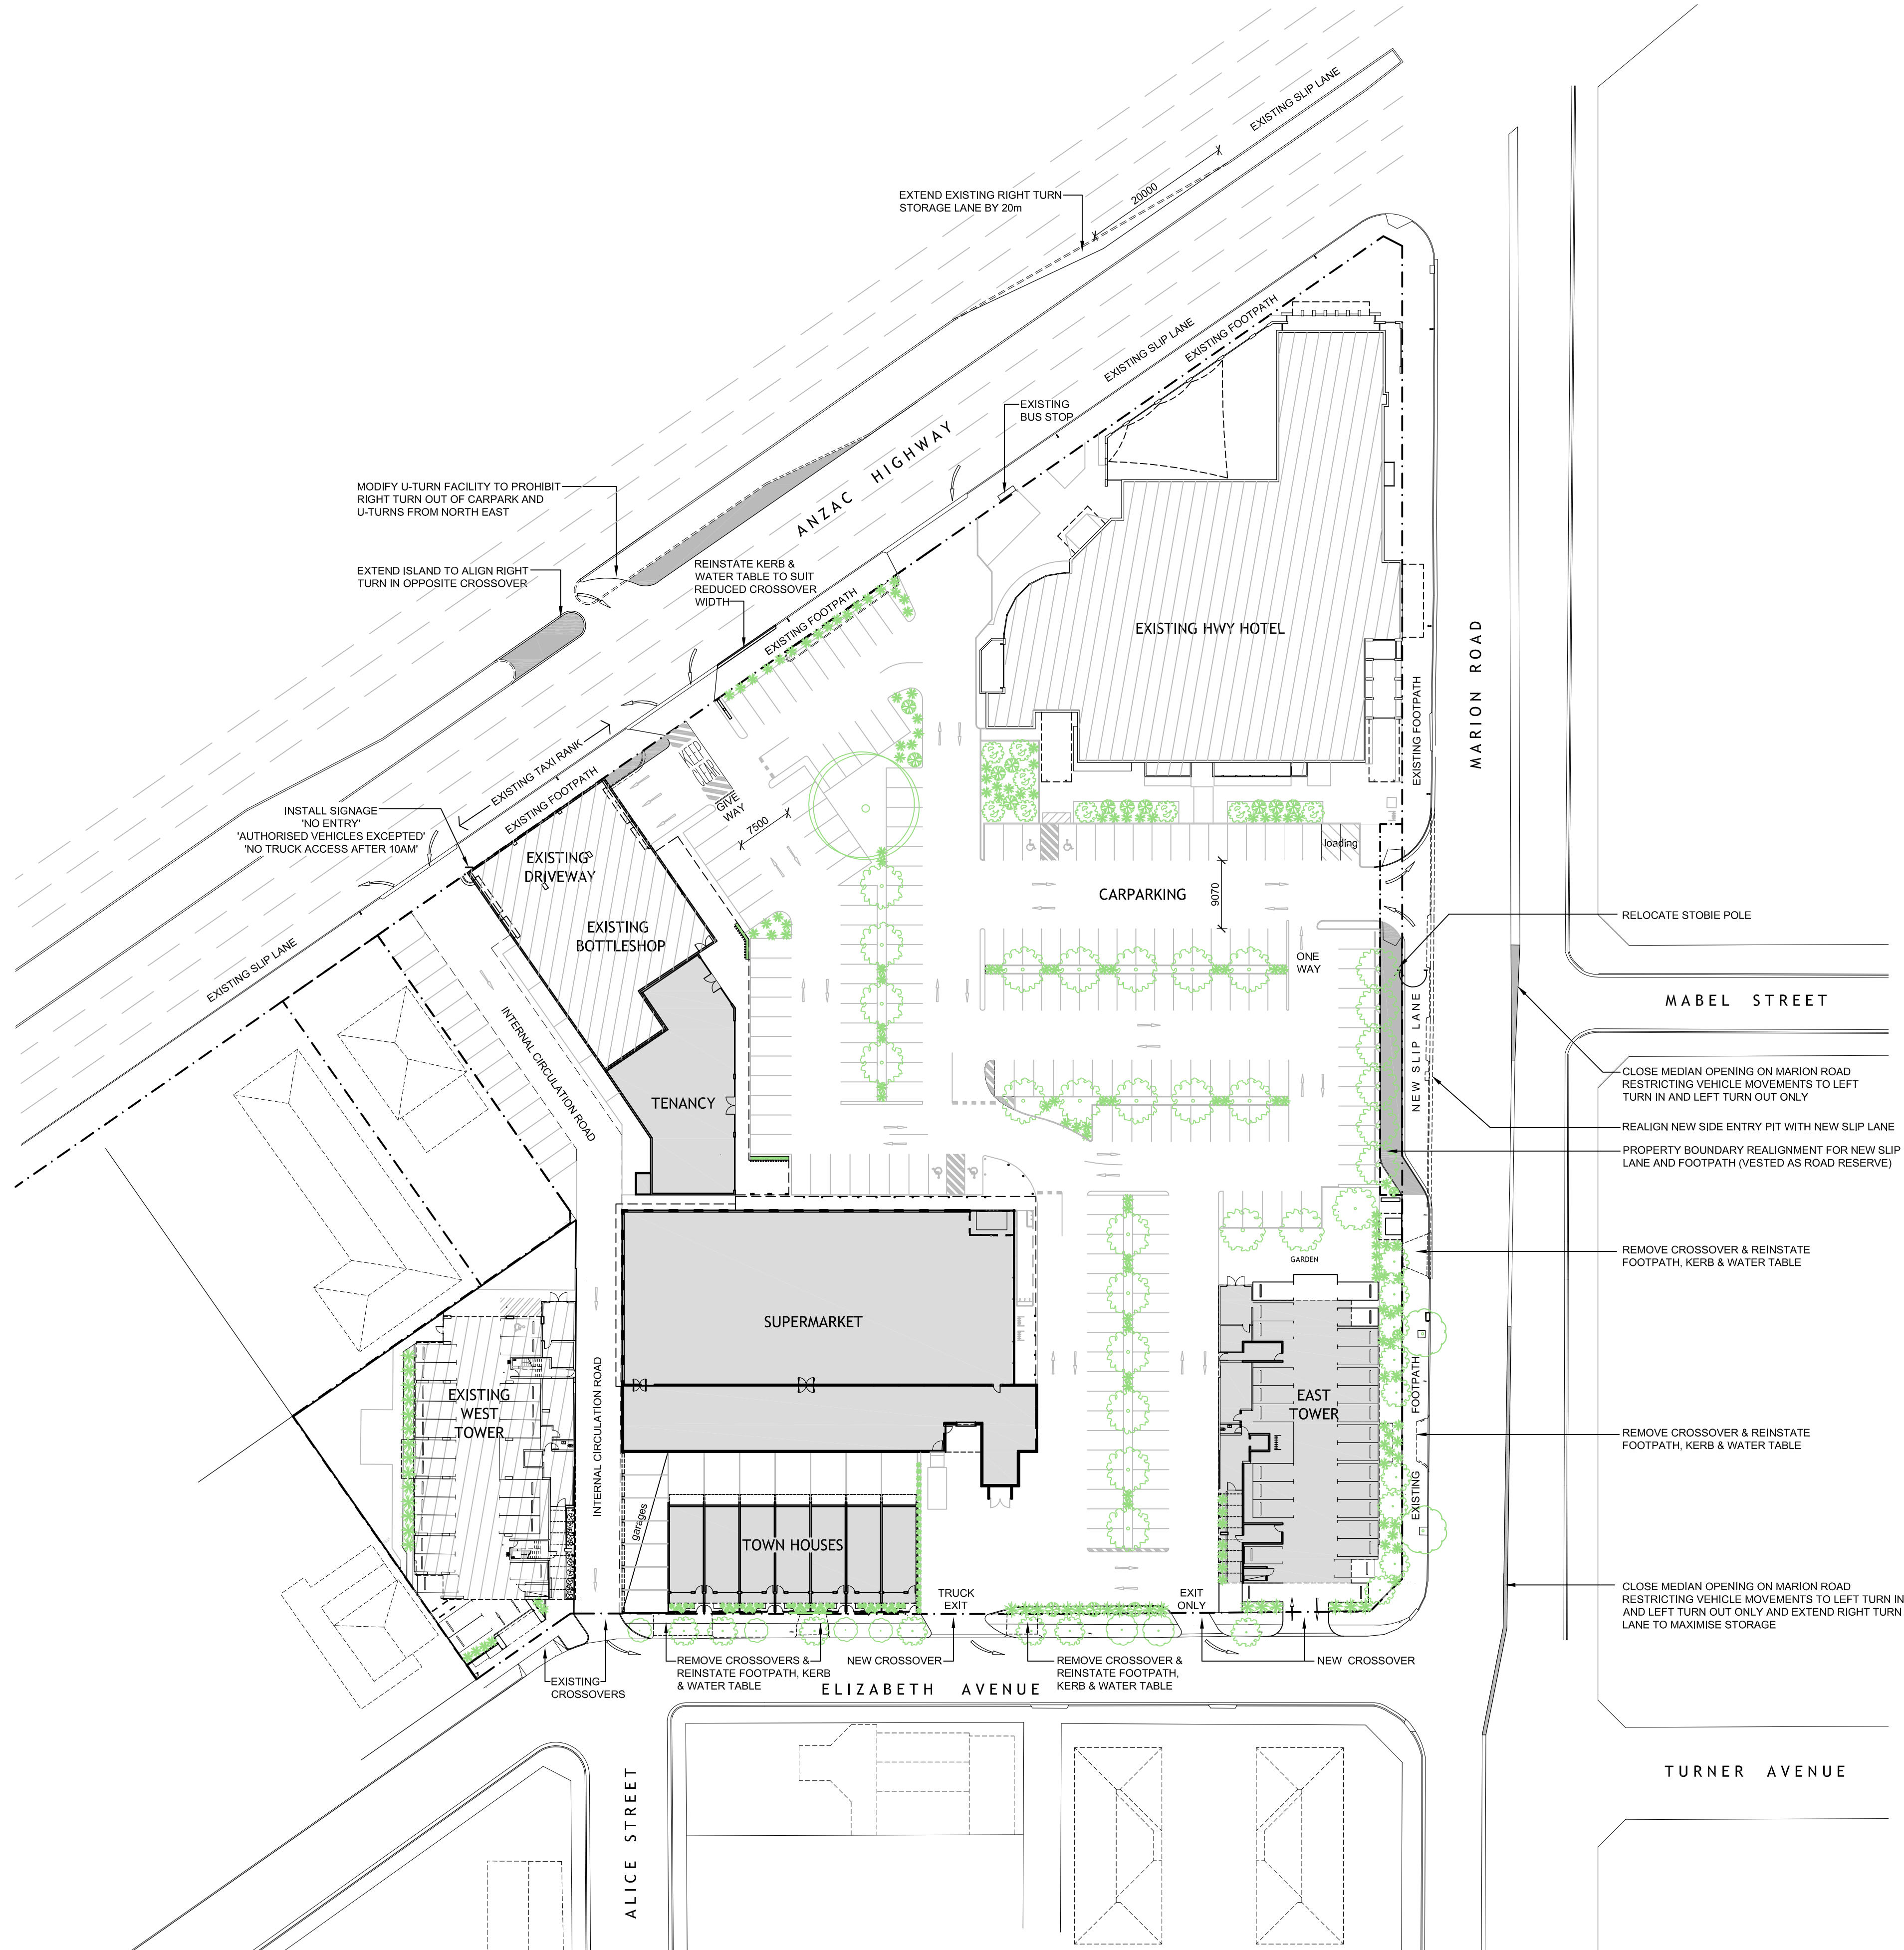 EXISTING SLIP LANE
20000
EXTEND EXISTING RIGHT TURN
STORAGE LANE BY 20m
EXISTING FOOTPATH
EXISTING SLIP LANE
EXISTING
BUS STOP
ANZAC HIGHWAY
MODIFY U-TURN FACILITY TO PROHIBIT
RIGHT TURN OUT OF CARPARK AND
U-TURNS FROM NORTH EAST
EXTEND ISLAND TO ALIGN RIGHT
TURN IN OPPOSITE CROSSOVER
REINSTATE KERB &
WATER TABLE TO SUIT
REDUCED CROSSOVER
WIDTH
EXISTING FOOTPATH
EXISTING HWY HOTEL
MARION ROAD
EXISTING FOOTPATH
KEEP
CLEAR
GIVE
WAY
7500
EXISTING TAXI RANK
EXISTING FOOTPATH
INSTALL SIGNAGE
'NO ENTRY'
'AUTHORISED VEHICLES EXCEPTED'
'NO TRUCK ACCESS AFTER 10AM'
EXISTING
DRIVEWAY
EXISTING
BOTTLESHOP
loading
CARPARKING
9070
ONE
WAY
RELOCATE STOBIE POLE
EXISTING SLIP LANE
INTERNAL CIRCULATION ROAD
NEW SLIP LANE
MABEL STREET
CLOSE MEDIAN OPENING ON MARION ROAD
RESTRICTING VEHICLE MOVEMENTS TO LEFT
TURN IN AND LEFT TURN OUT ONLY
TENANCY
REALIGN NEW SIDE ENTRY PIT WITH NEW SLIP LANE
PROPERTY BOUNDARY REALIGNMENT FOR NEW SLIP
LANE AND FOOTPATH (VESTED AS ROAD RESERVE)
REMOVE CROSSOVER & REINSTATE
FOOTPATH, KERB & WATER TABLE
GARDEN
SUPERMARKET
EXISTING
WEST
TOWER
INTERNAL CIRCULATION ROAD
EAST
TOWER
EXISTING FOOTPATH
REMOVE CROSSOVER & REINSTATE
FOOTPATH, KERB & WATER TABLE
garages
TOWN HOUSES
TRUCK
EXIT
EXIT
ONLY
CLOSE MEDIAN OPENING ON MARION ROAD
RESTRICTING VEHICLE MOVEMENTS TO LEFT TURN IN
AND LEFT TURN OUT ONLY AND EXTEND RIGHT TURN
LANE TO MAXIMISE STORAGE
EXISTING
CROSSOVERS
REMOVE CROSSOVERS &
REINSTATE FOOTPATH, KERB
& WATER TABLE
NEW CROSSOVER
REMOVE CROSSOVER &
REINSTATE FOOTPATH,
KERB & WATER TABLE
NEW CROSSOVER
ELIZABETH AVENUE
ALICE STREET
TURNER AVENUE